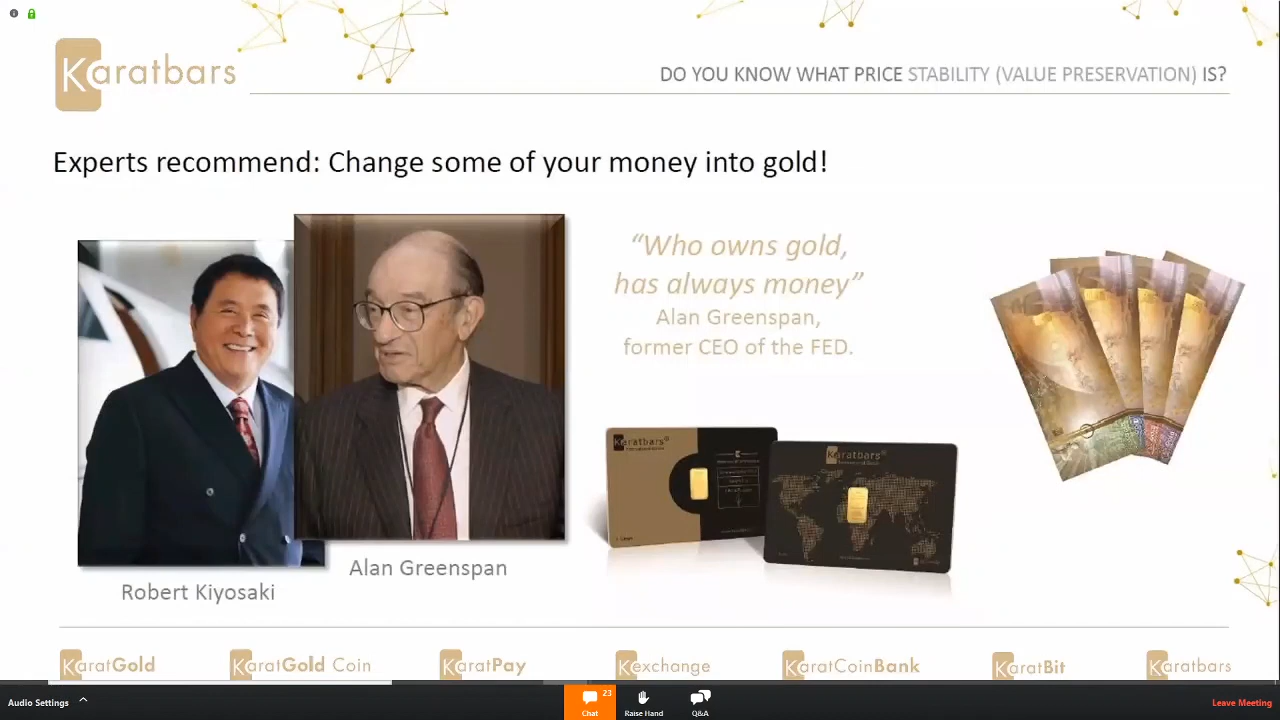 Karatbars
DO YOU KNOW WHAT PRICE STABILITY (VALUE PRESERVATION) IS?
Experts recommend: Change some of your money into gold!
“Who owns gold,
has always money”
Alan Greenspan,
former CEO of the FED.
Karatbars
Karatbars
Alan Greenspan
Robert Kiyosaki
KaratGold
KaratGold Coin
KaratPay
Kexchange
KaratCoinBank
KaratBit
Karatbars
Audio Settings
23
Chat
Raise Hand
Q&A
Leave Meeting